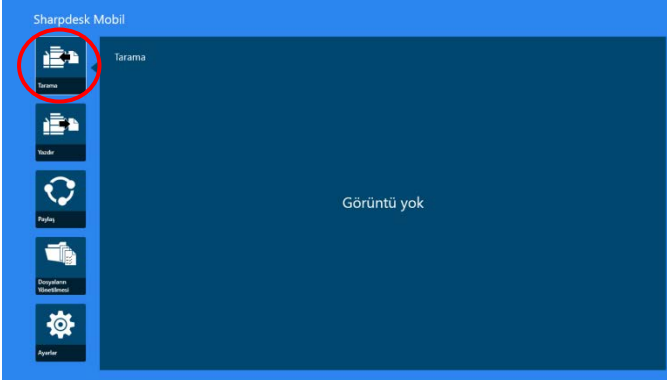 Sharpdesk Mobil
Tarama
Tarama
Yazdır
Görüntü yok
Paylaş
Dosyaların
Yönetilmesi
Ayarlar